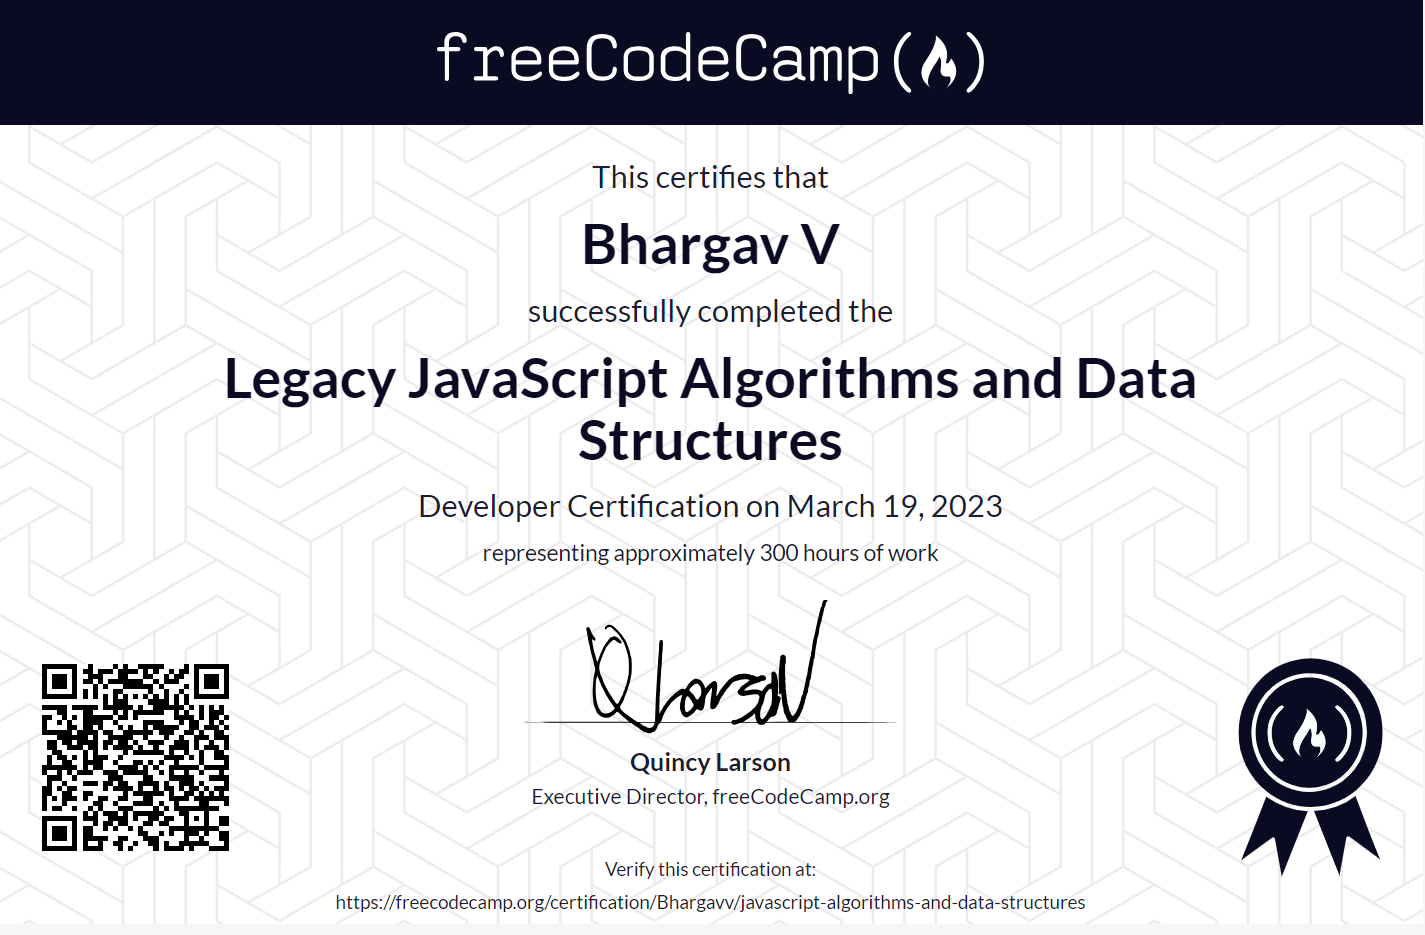 freeCodeCamp
This certifies that
Bhargav V
successfully completed the
Legacy JavaScript Algorithms and Data
Structures
Developer Certification on March 19, 2023
representing approximately 300 hours of work
Quincy Larson
Executive Director, freeCodeCamp.org
Verify this certification at:
https://freecodecamp.org/certification/Bhargavv/javascript-algorithms-and-data-structures